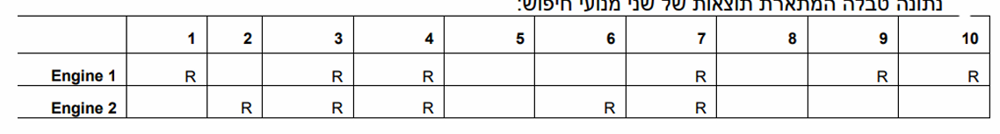 נתונה טבלה המתארת תוצאות של שני מנועי חיפוש:
1 2 3 4 5 6 7 8 9 10
Engine 1 R R R R R R
Engine 2 R R R R R